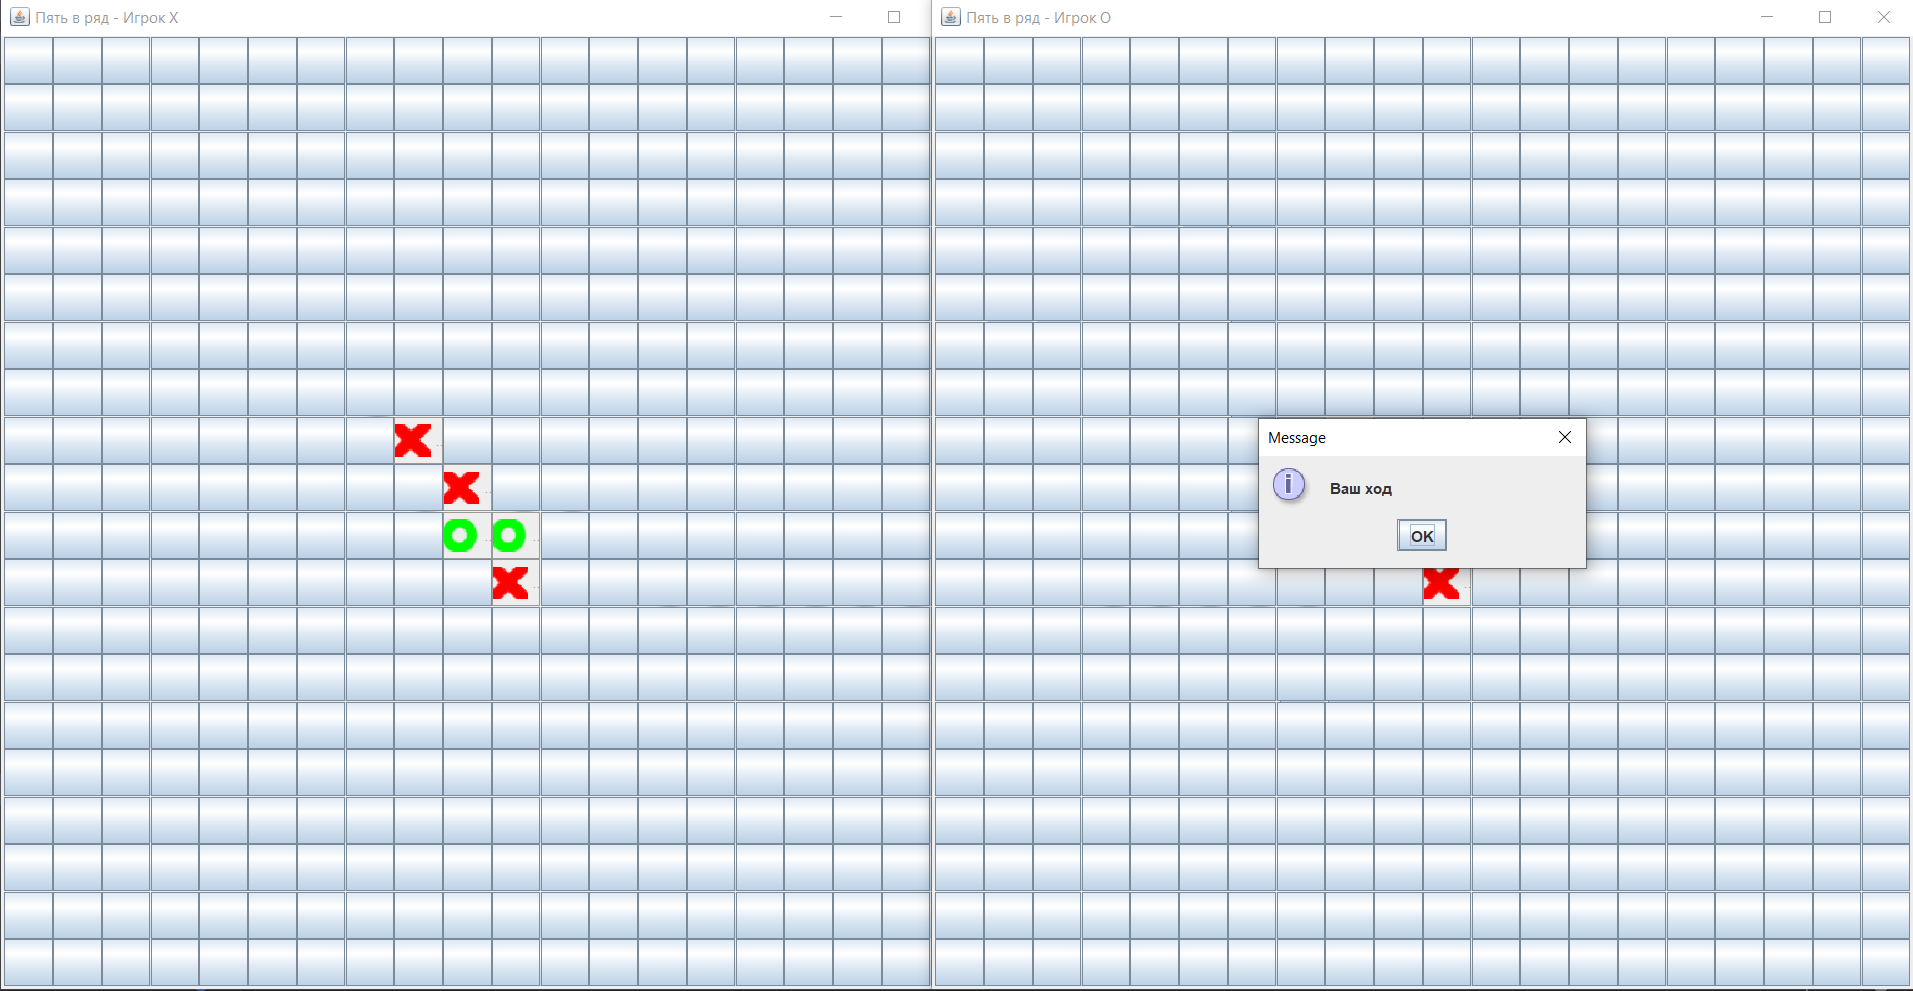 Пять в ряд - Игрок X
Пять в ряд - Игрок O
Message
Ваш ход
OK